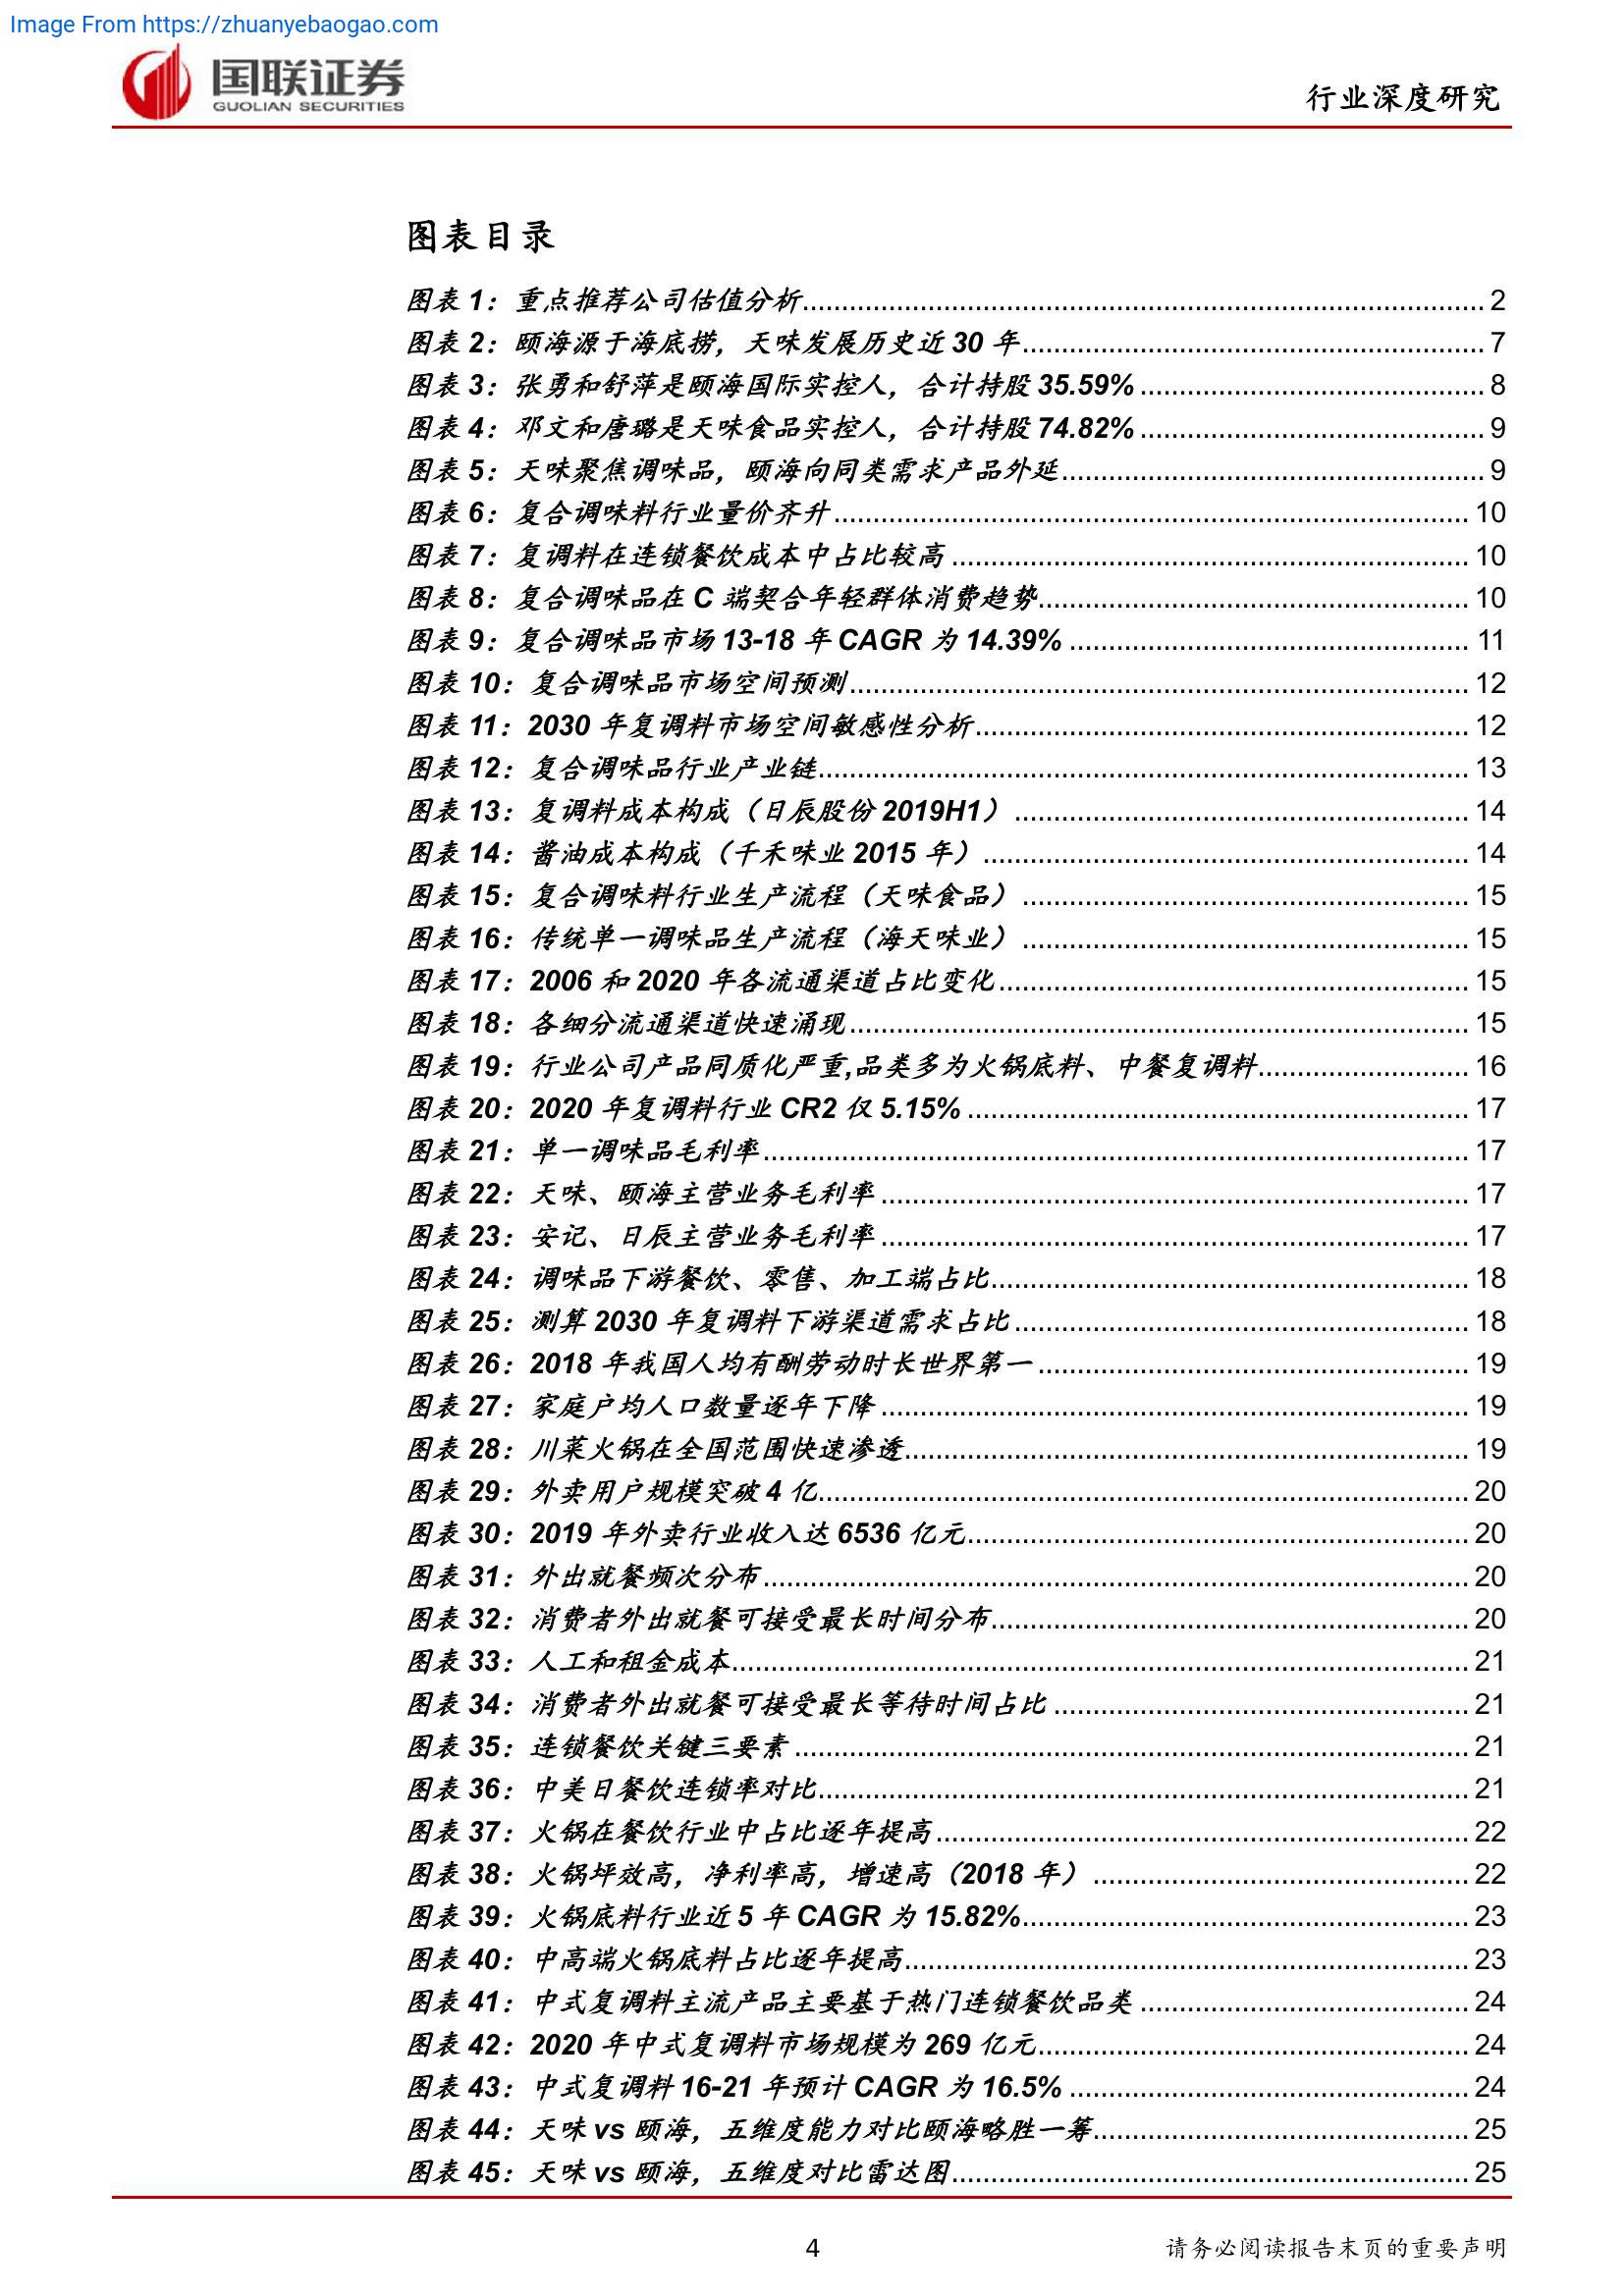 Image From https://zhuanyebaogao.com
国联证券
GUOLIAN SECURITIES
行业深度研究
图表目录
图表 1：重点推荐公司估值分析........ 2
图表 2：颐海源于海底捞，天味发展历史近 30 年........ 7
图表 3：张勇和舒萍是颐海国际实控人，合计持股 35.59%........ 8
图表 4：邓文和唐璐是天味食品实控人，合计持股 74.82%........ 9
图表 5：天味聚焦调味品，颐海向同类需求产品外延........ 9
图表 6：复合调味料行业量价齐升........ 10
图表 7：复调料在连锁餐饮成本中占比较高........ 10
图表 8：复合调味品在 C 端契合年轻群体消费趋势........ 10
图表 9：复合调味品市场 13-18 年 CAGR 为 14.39%........ 11
图表 10：复合调味品市场空间预测........ 12
图表 11：2030 年复调料市场空间敏感性分析........ 12
图表 12：复合调味品行业产业链........ 13
图表 13：复调料成本构成（日辰股份 2019H1）........ 14
图表 14：酱油成本构成（千禾味业 2015 年）........ 14
图表 15：复合调味料行业生产流程（天味食品）........ 15
图表 16：传统单一调味品生产流程（海天味业）........ 15
图表 17：2006 和 2020 年各流通渠道占比变化........ 15
图表 18：各细分流通渠道快速涌现........ 15
图表 19：行业公司产品同质化严重,品类多为火锅底料、中餐复调料........ 16
图表 20：2020 年复调料行业 CR2 仅 5.15%........ 17
图表 21：单一调味品毛利率........ 17
图表 22：天味、颐海主营业务毛利率........ 17
图表 23：安记、日辰主营业务毛利率........ 17
图表 24：调味品下游餐饮、零售、加工端占比........ 18
图表 25：测算 2030 年复调料下游渠道需求占比........ 18
图表 26：2018 年我国人均有酬劳动时长世界第一........ 19
图表 27：家庭户均人口数量逐年下降........ 19
图表 28：川菜火锅在全国范围快速渗透........ 19
图表 29：外卖用户规模突破 4 亿........ 20
图表 30：2019 年外卖行业收入达 6536 亿元........ 20
图表 31：外出就餐频次分布........ 20
图表 32：消费者外出就餐可接受最长时间分布........ 20
图表 33：人工和租金成本........ 21
图表 34：消费者外出就餐可接受最长等待时间占比........ 21
图表 35：连锁餐饮关键三要素........ 21
图表 36：中美日餐饮连锁率对比........ 21
图表 37：火锅在餐饮行业中占比逐年提高........ 22
图表 38：火锅坪效高，净利率高，增速高（2018 年）........ 22
图表 39：火锅底料行业近 5 年 CAGR 为 15.82%........ 23
图表 40：中高端火锅底料占比逐年提高........ 23
图表 41：中式复调料主流产品主要基于热门连锁餐饮品类........ 24
图表 42：2020 年中式复调料市场规模为 269 亿元........ 24
图表 43：中式复调料 16-21 年预计 CAGR 为 16.5%........ 24
图表 44：天味 vs 颐海，五维度能力对比颐海略胜一筹........ 25
图表 45：天味 vs 颐海，五维度对比雷达图........ 25
4
请务必阅读报告末页的重要声明